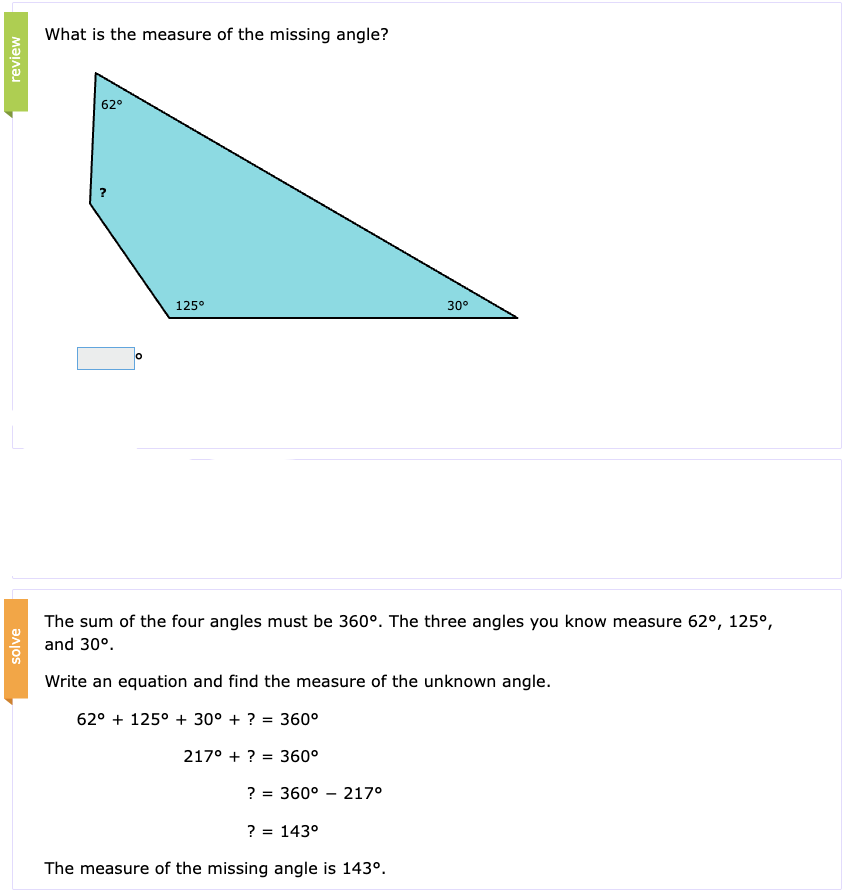 review
What is the measure of the missing angle?
62°
?
125°
30°
°
solve
The sum of the four angles must be 360°. The three angles you know measure 62°, 125°,
and 30°.
Write an equation and find the measure of the unknown angle.
62° + 125° + 30° + ? = 360°
217° + ? = 360°
? = 360° − 217°
? = 143°
The measure of the missing angle is 143°.